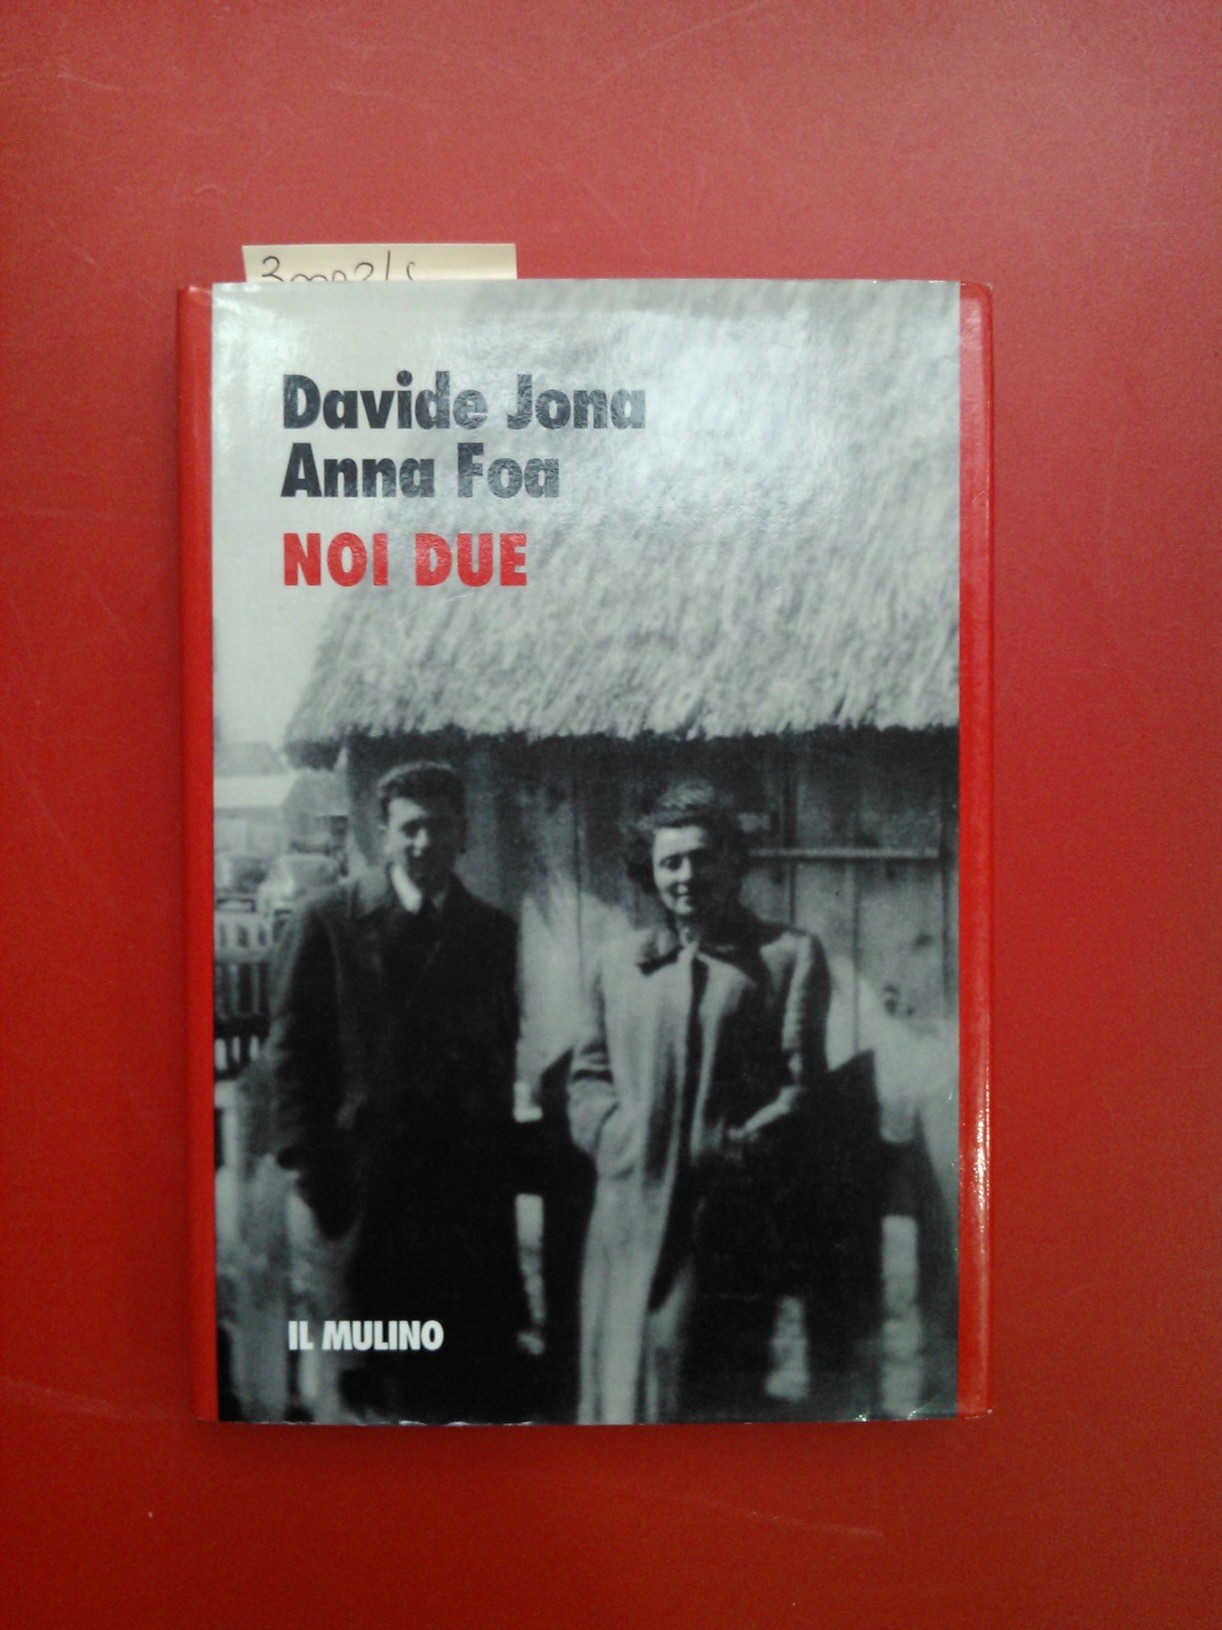 Davide Jona
Anna Foa
NOI DUE
IL MULINO